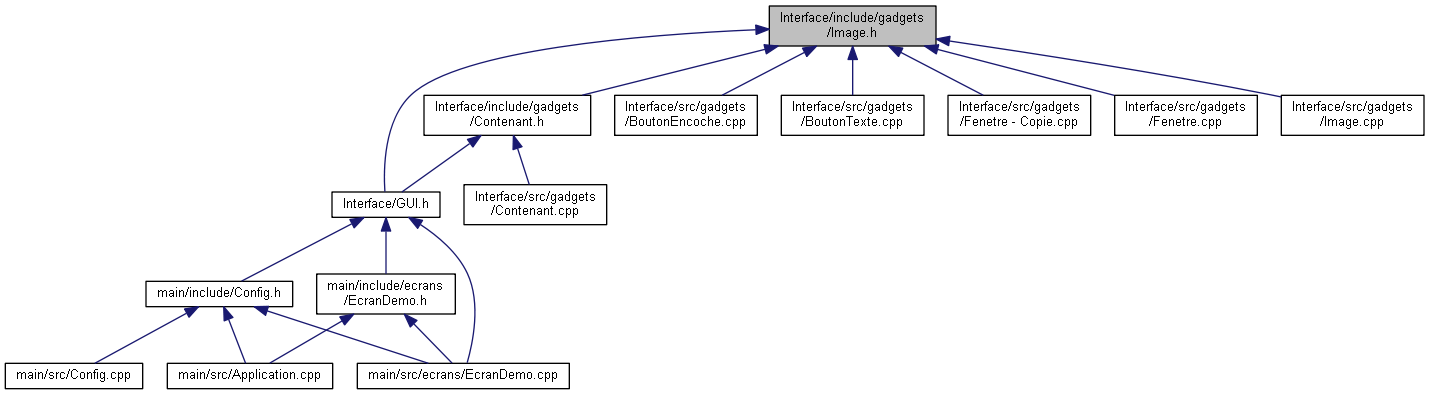 Interface/include/gadgets
/Image.h
Interface/include/gadgets
/Contenant.h
Interface/src/gadgets
/BoutonEncoche.cpp
Interface/src/gadgets
/BoutonTexte.cpp
Interface/src/gadgets
/Fenetre - Copie.cpp
Interface/src/gadgets
/Fenetre.cpp
Interface/src/gadgets
/Image.cpp
Interface/GUI.h
Interface/src/gadgets
/Contenant.cpp
main/include/Config.h
main/include/ecrans
/EcranDemo.h
main/src/Config.cpp
main/src/Application.cpp
main/src/ecrans/EcranDemo.cpp